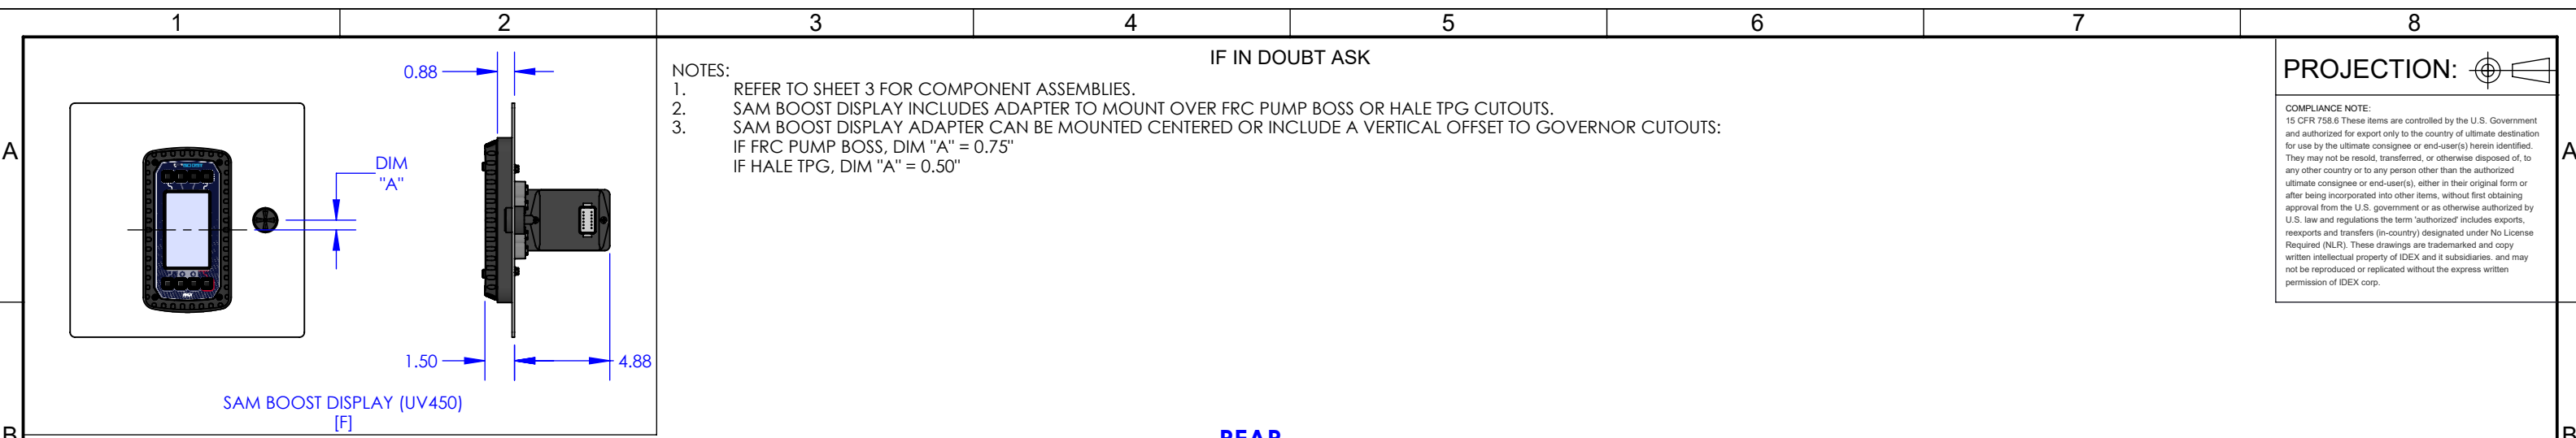 1 2 3 4 5 6 7 8
IF IN DOUBT ASK
NOTES:
1. REFER TO SHEET 3 FOR COMPONENT ASSEMBLIES.
2. SAM BOOST DISPLAY INCLUDES ADAPTER TO MOUNT OVER FRC PUMP BOSS OR HALE TPG CUTOUTS.
3. SAM BOOST DISPLAY ADAPTER CAN BE MOUNTED CENTERED OR INCLUDE A VERTICAL OFFSET TO GOVERNOR CUTOUTS:
IF FRC PUMP BOSS, DIM "A" = 0.75"
IF HALE TPG, DIM "A" = 0.50"
PROJECTION:
COMPLIANCE NOTE:
15 CFR 758.6 These items are controlled by the U.S. Government
and authorized for export only to the country of ultimate destination
for use by the ultimate consignee or end-user(s) herein identified.
They may not be resold, transferred, or otherwise disposed of, to
any other country or to any person other than the authorized
ultimate consignee or end-user(s), either in their original form or
after being incorporated into other items, without first obtaining
approval from the U.S. government or as otherwise authorized by
U.S. law and regulations the term 'authorized' includes exports,
reexports and transfers (in-country) designated under No License
Required (NLR). These drawings are trademarked and copy
written intellectual property of IDEX and it subsidiaries. and may
not be reproduced or replicated without the express written
permission of IDEX corp.
0.88
DIM
"A"
1.50
4.88
SAM BOOST DISPLAY (UV450)
[F]
A
A
B
B
REAR